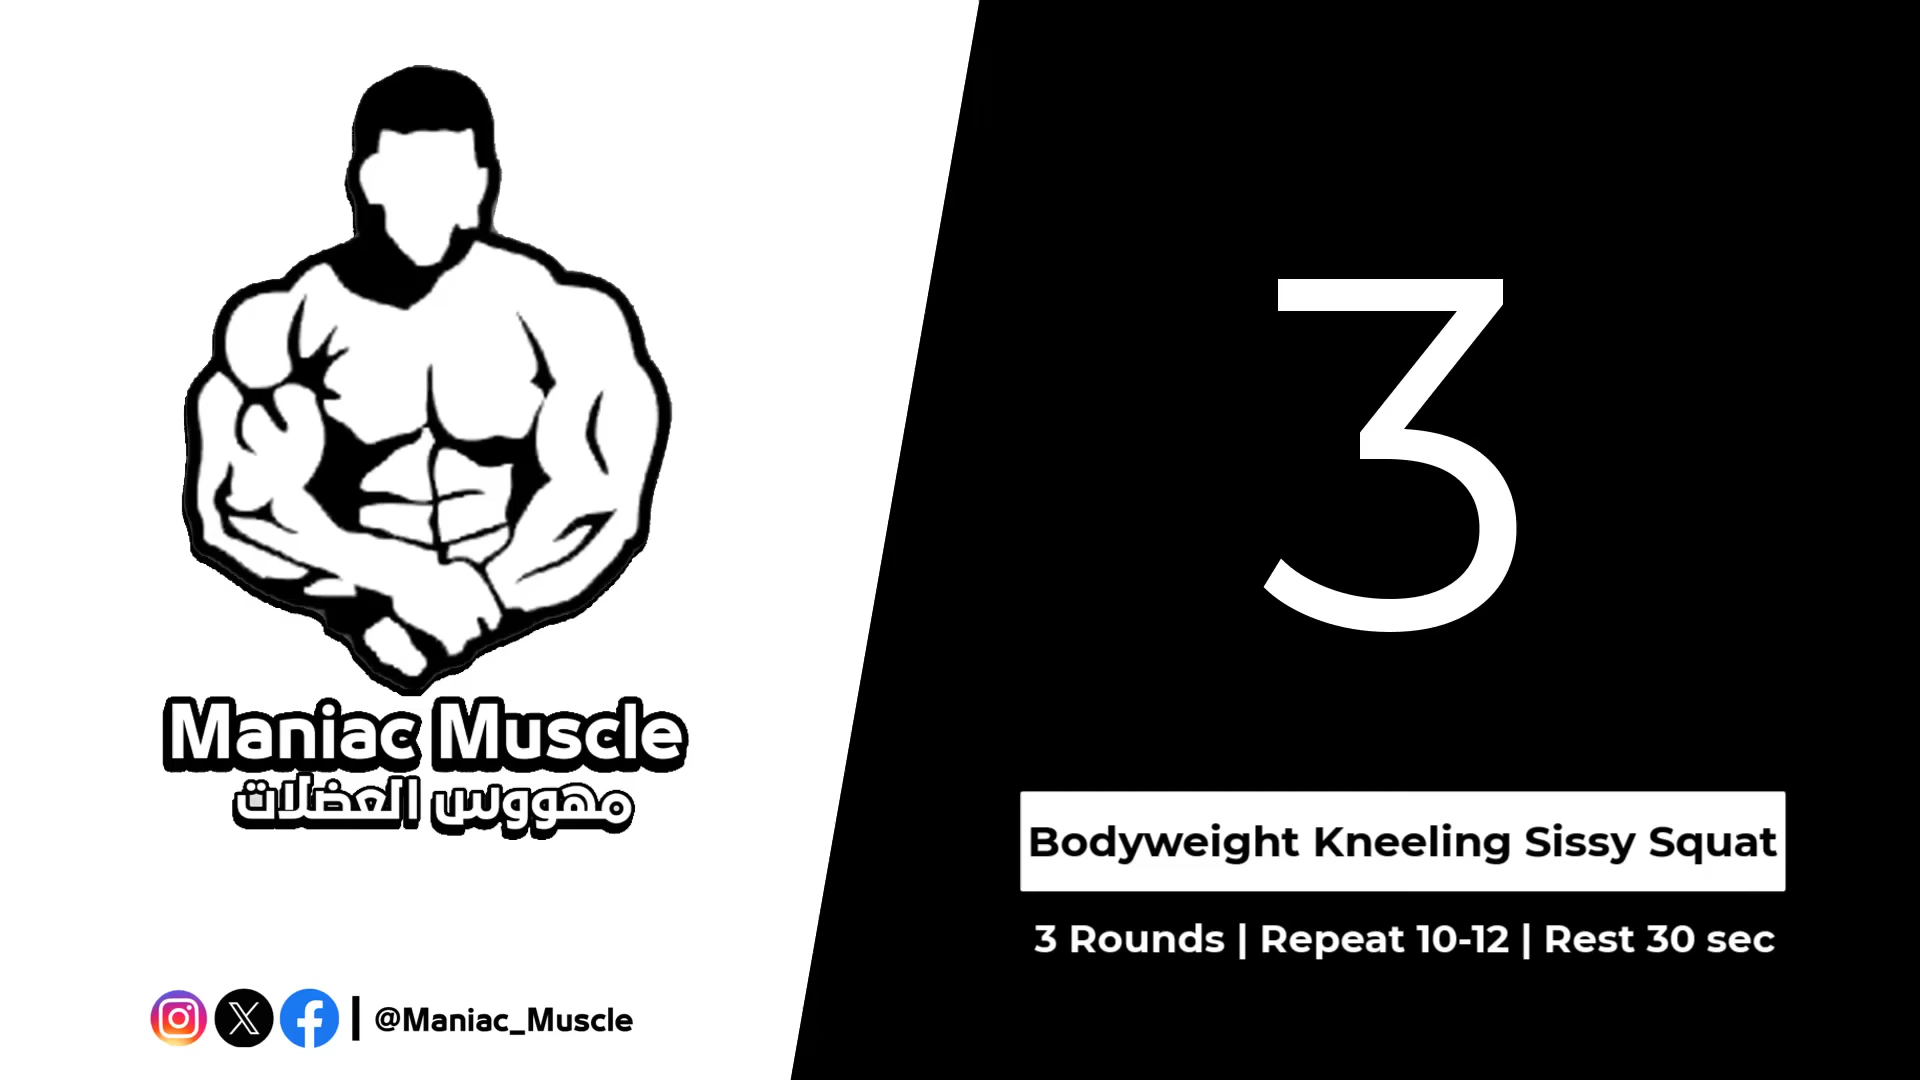 Maniac Muscle
مهووس العضلات
@Maniac_Muscle
3
Bodyweight Kneeling Sissy Squat
3 Rounds | Repeat 10-12 | Rest 30 sec